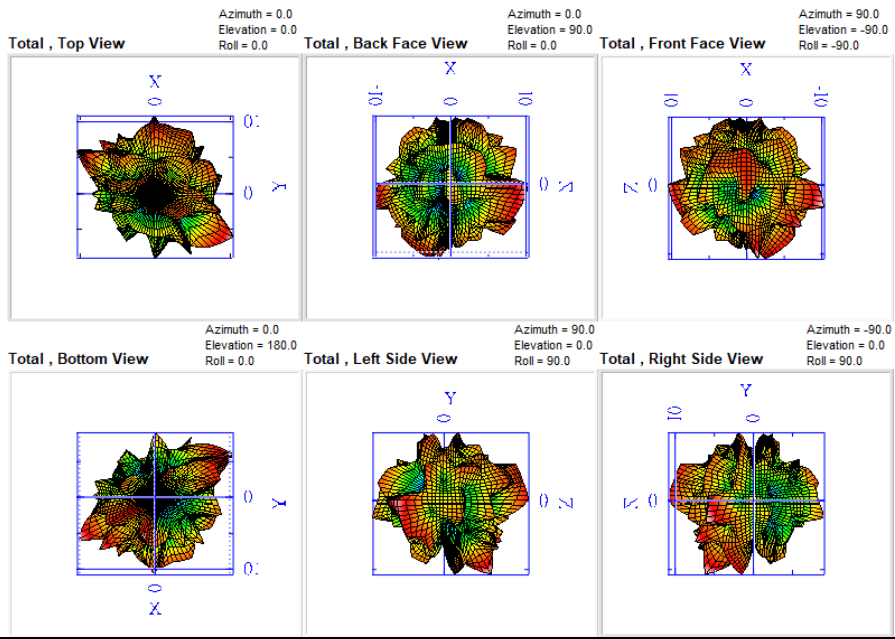 Azimuth = 0.0
Elevation = 0.0
Roll = 0.0
Total , Top View
X
0
0
Y
Azimuth = 0.0
Elevation = 90.0
Roll = 0.0
Total , Back Face View
X
-10
0
10
0
Z
Azimuth = 90.0
Elevation = -90.0
Roll = -90.0
Total , Front Face View
X
10
0
-10
Z
0
Azimuth = 0.0
Elevation = 180.0
Roll = 0.0
Total , Bottom View
0
Y
0
X
Azimuth = 90.0
Elevation = 0.0
Roll = 90.0
Total , Left Side View
Y
0
0
Z
Azimuth = -90.0
Elevation = 0.0
Roll = 90.0
Total , Right Side View
Y
10
0
Z
0